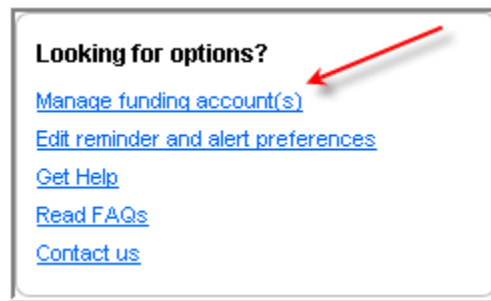 Looking for options?
Manage funding account(s)
Edit reminder and alert preferences
Get Help
Read FAQs
Contact us